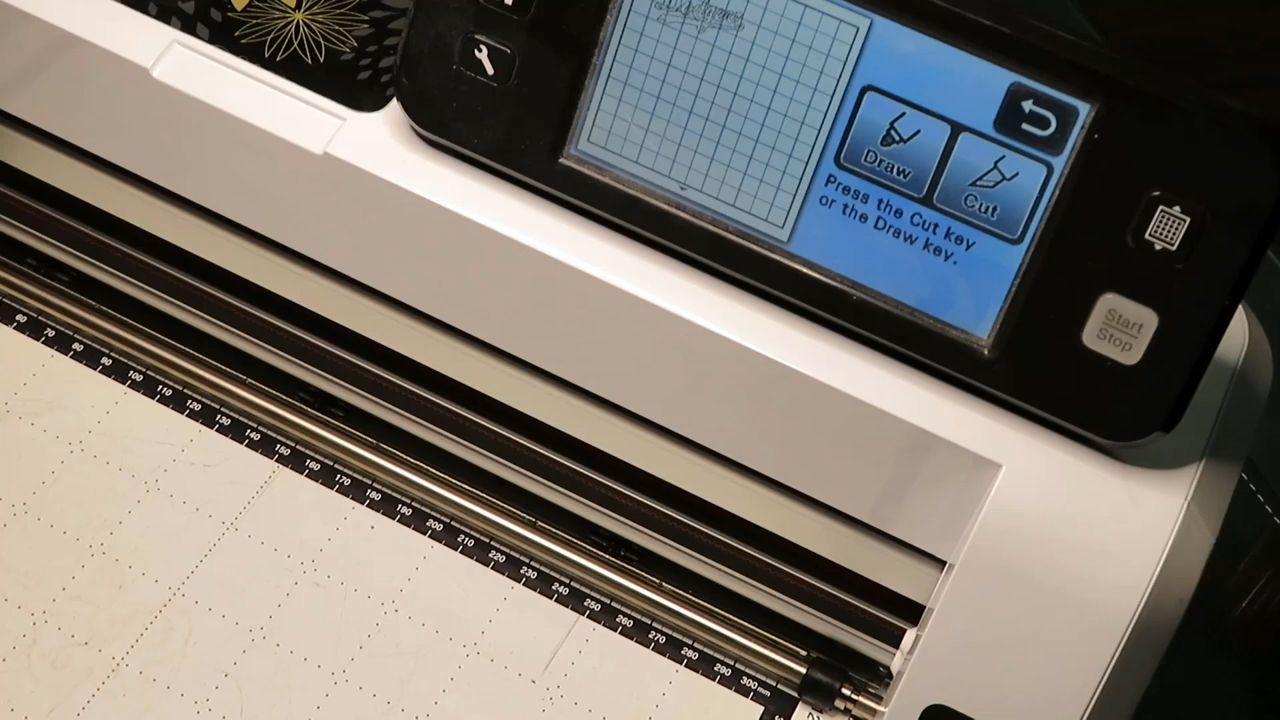 Draw
Cut
Press the Cut key
or the Draw key.
Start
Stop
60 70 80 90 100 110 120 130 140 150 160 170 180 190 200 210 220 230 240 250 260 270 280 290 300 mm